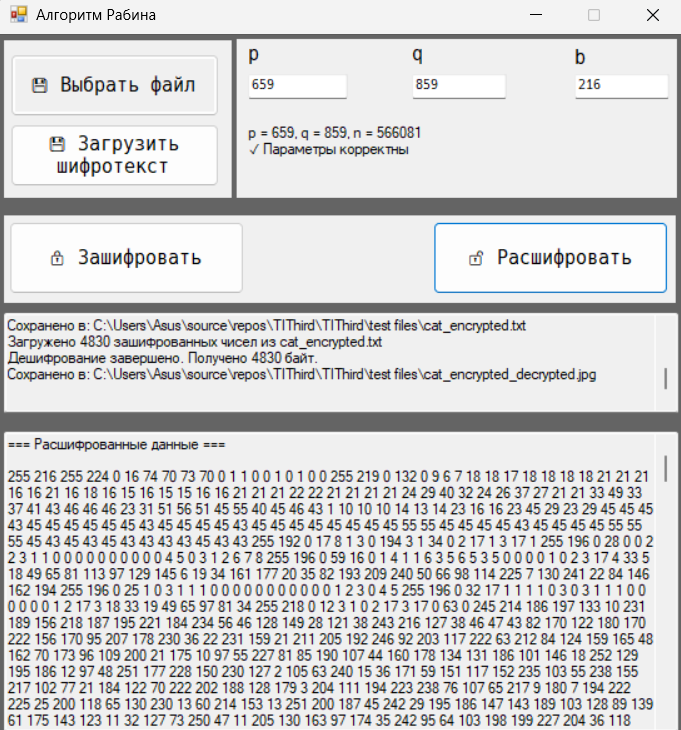 Алгоритм Рабина
Выбрать файл
Загрузить
шифротекст
p q b
659 859 216
p = 659, q = 859, n = 566081
✓ Параметры корректны
Зашифровать
Расшифровать
Сохранено в: C:\Users\Asus\source\repos\TIThird\TIThird\test files\cat_encrypted.txt
Загружено 4830 зашифрованных чисел из cat_encrypted.txt
Дешифрование завершено. Получено 4830 байт.
Сохранено в: C:\Users\Asus\source\repos\TIThird\TIThird\test files\cat_encrypted_decrypted.jpg
=== Расшифрованные данные ===
255 216 255 224 0 16 74 70 73 70 0 1 1 0 0 1 0 1 0 0 255 219 0 132 0 9 6 7 18 18 17 18 18 18 18 21 21 21
16 16 21 16 18 16 15 16 15 15 16 16 21 21 21 22 22 21 21 21 21 24 29 40 32 24 26 37 27 21 21 33 49 33
37 41 43 46 46 46 23 31 51 56 51 45 55 40 45 46 43 1 10 10 10 14 13 14 23 16 16 23 45 29 23 29 45 45 45
43 45 45 45 45 45 45 45 43 45 45 45 45 45 45 45 45 45 45 45 45 45 55 55 45 45 45 45 43 45 45 45 45 55 55
55 45 43 45 45 43 43 45 43 45 45 45 43 43 255 192 0 17 8 1 3 0 194 3 1 34 0 2 17 1 3 17 1 255 196 0 28 0 0 2
2 3 1 1 0 0 0 0 0 0 0 0 0 0 4 5 0 3 1 2 6 7 8 255 196 0 59 16 0 1 4 1 1 6 3 5 6 5 3 5 0 0 0 0 1 0 2 3 17 4 33 5
18 49 65 81 113 97 129 145 6 19 34 161 177 20 35 82 193 209 240 50 66 98 114 225 7 130 241 22 84 146
162 194 255 196 0 25 1 0 3 1 1 1 0 0 0 0 0 0 0 0 0 0 0 1 2 3 0 4 5 255 196 0 32 17 1 1 1 1 0 3 0 3 1 1 1 0 0
0 0 0 0 1 2 17 3 18 33 19 49 65 97 81 34 255 218 0 12 3 1 0 2 17 3 17 0 63 0 245 214 186 197 133 10 231
189 156 218 187 195 221 184 234 56 46 128 149 28 121 38 243 216 127 38 46 47 43 82 170 122 180 170
222 156 170 95 207 178 230 36 22 231 159 21 211 205 192 246 92 203 117 222 63 212 84 124 159 165 48
162 70 173 96 109 200 21 175 10 97 55 227 81 85 190 107 44 160 178 134 131 186 101 146 18 252 129
195 186 12 97 48 251 177 228 150 230 127 2 105 63 240 15 36 171 59 151 117 152 235 103 55 238 155
217 102 77 21 184 122 70 222 202 188 128 179 3 204 111 194 223 238 76 107 65 217 9 180 7 194 222
225 25 200 118 65 130 230 13 60 214 153 13 251 200 187 45 242 29 195 186 147 143 189 103 128 89 139
61 175 143 123 11 32 127 73 250 47 11 205 130 163 97 174 35 242 95 64 103 198 199 227 204 36 118